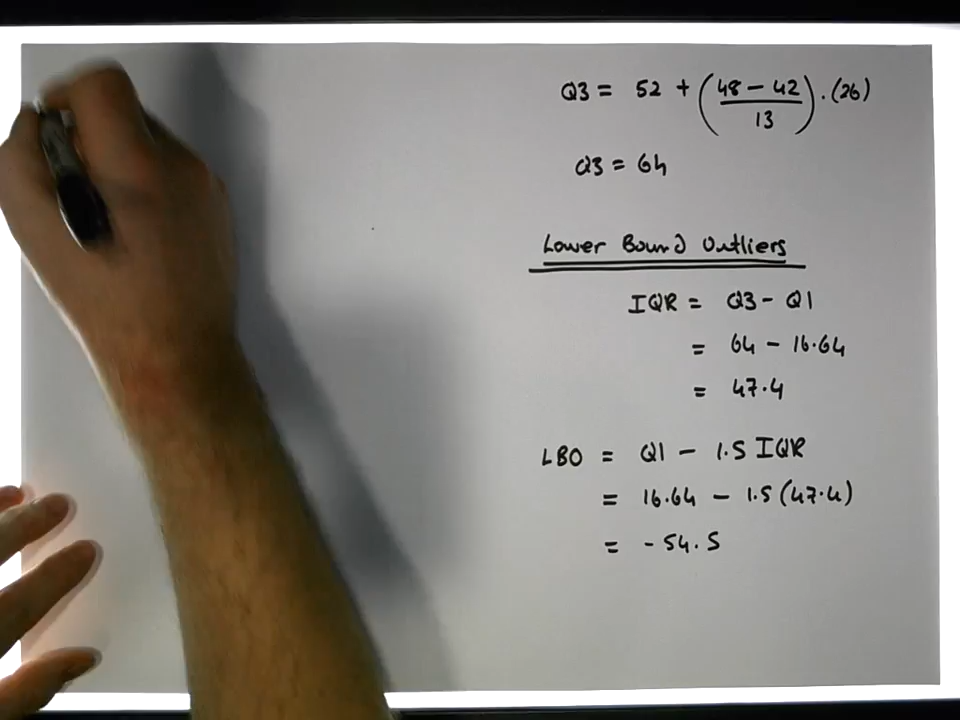 Q3 = 52 + (48 - 42 / 13) . (26)
Q3 = 64
Lower Bound Outliers
IQR = Q3 - Q1
= 64 - 16.64
= 47.4
LBO = Q1 - 1.5 IQR
= 16.64 - 1.5 (47.4)
= -54.5